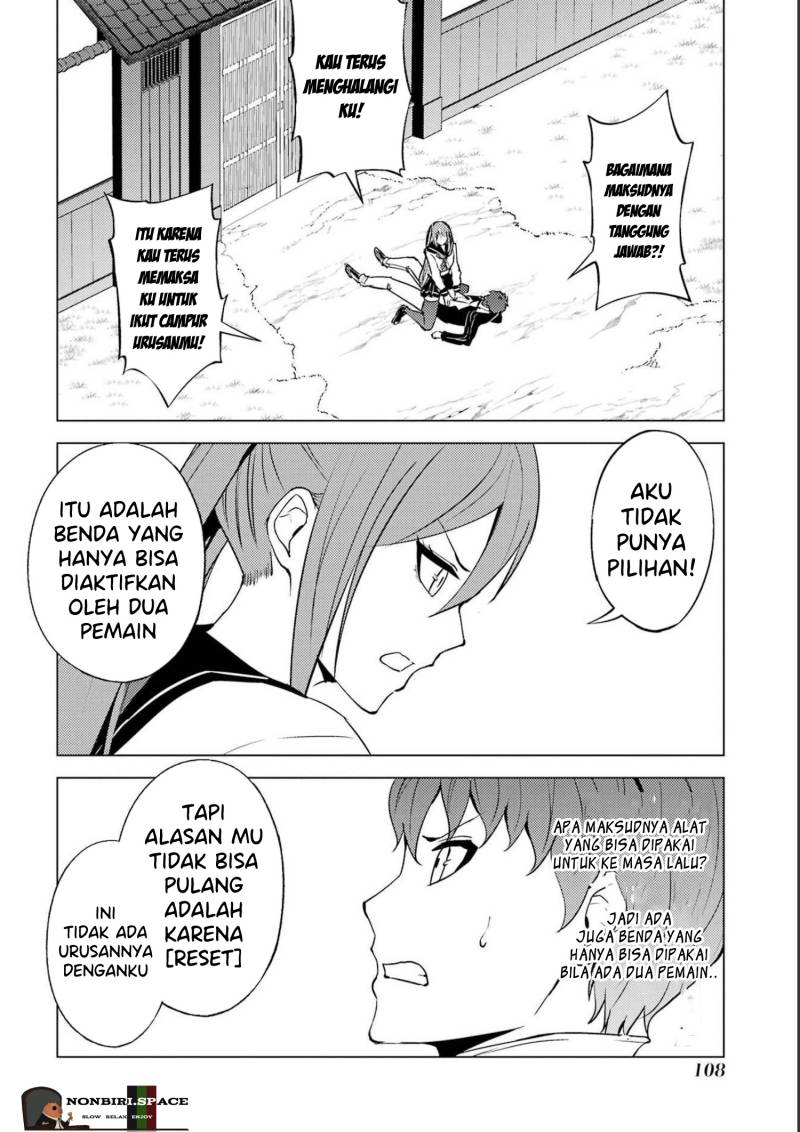 BAGAIMANA
MAKSUDNYA
DENGAN
TANGGUNG
JAWAB?!
KAU TERUS
MENGHALANGI
KU!
ITU KARENA
KAU TERUS
MEMAKSA
KU UNTUK
IKUT CAMPUR
URUSANMU!
AKU
TIDAK
PUNYA
PILIHAN!
ITU ADALAH
BENDA YANG
HANYA BISA
DIAKTIFKAN
OLEH DUA
PEMAIN
APA MAKSUDNYA ALAT
YANG BISA DIPAKAI
UNTUK KE MASA LALU?
JADI ADA
JUGA BENDA YANG
HANYA BISA DIPAKAI
BILA ADA DUA PEMAIN..
TAPI
ALASAN MU
TIDAK BISA
PULANG
ADALAH
KARENA
[RESET]
INI
TIDAK ADA
URUSANNYA
DENGANKU
108
NONBIRI.SPACE
SLOW RELAX ENJOY